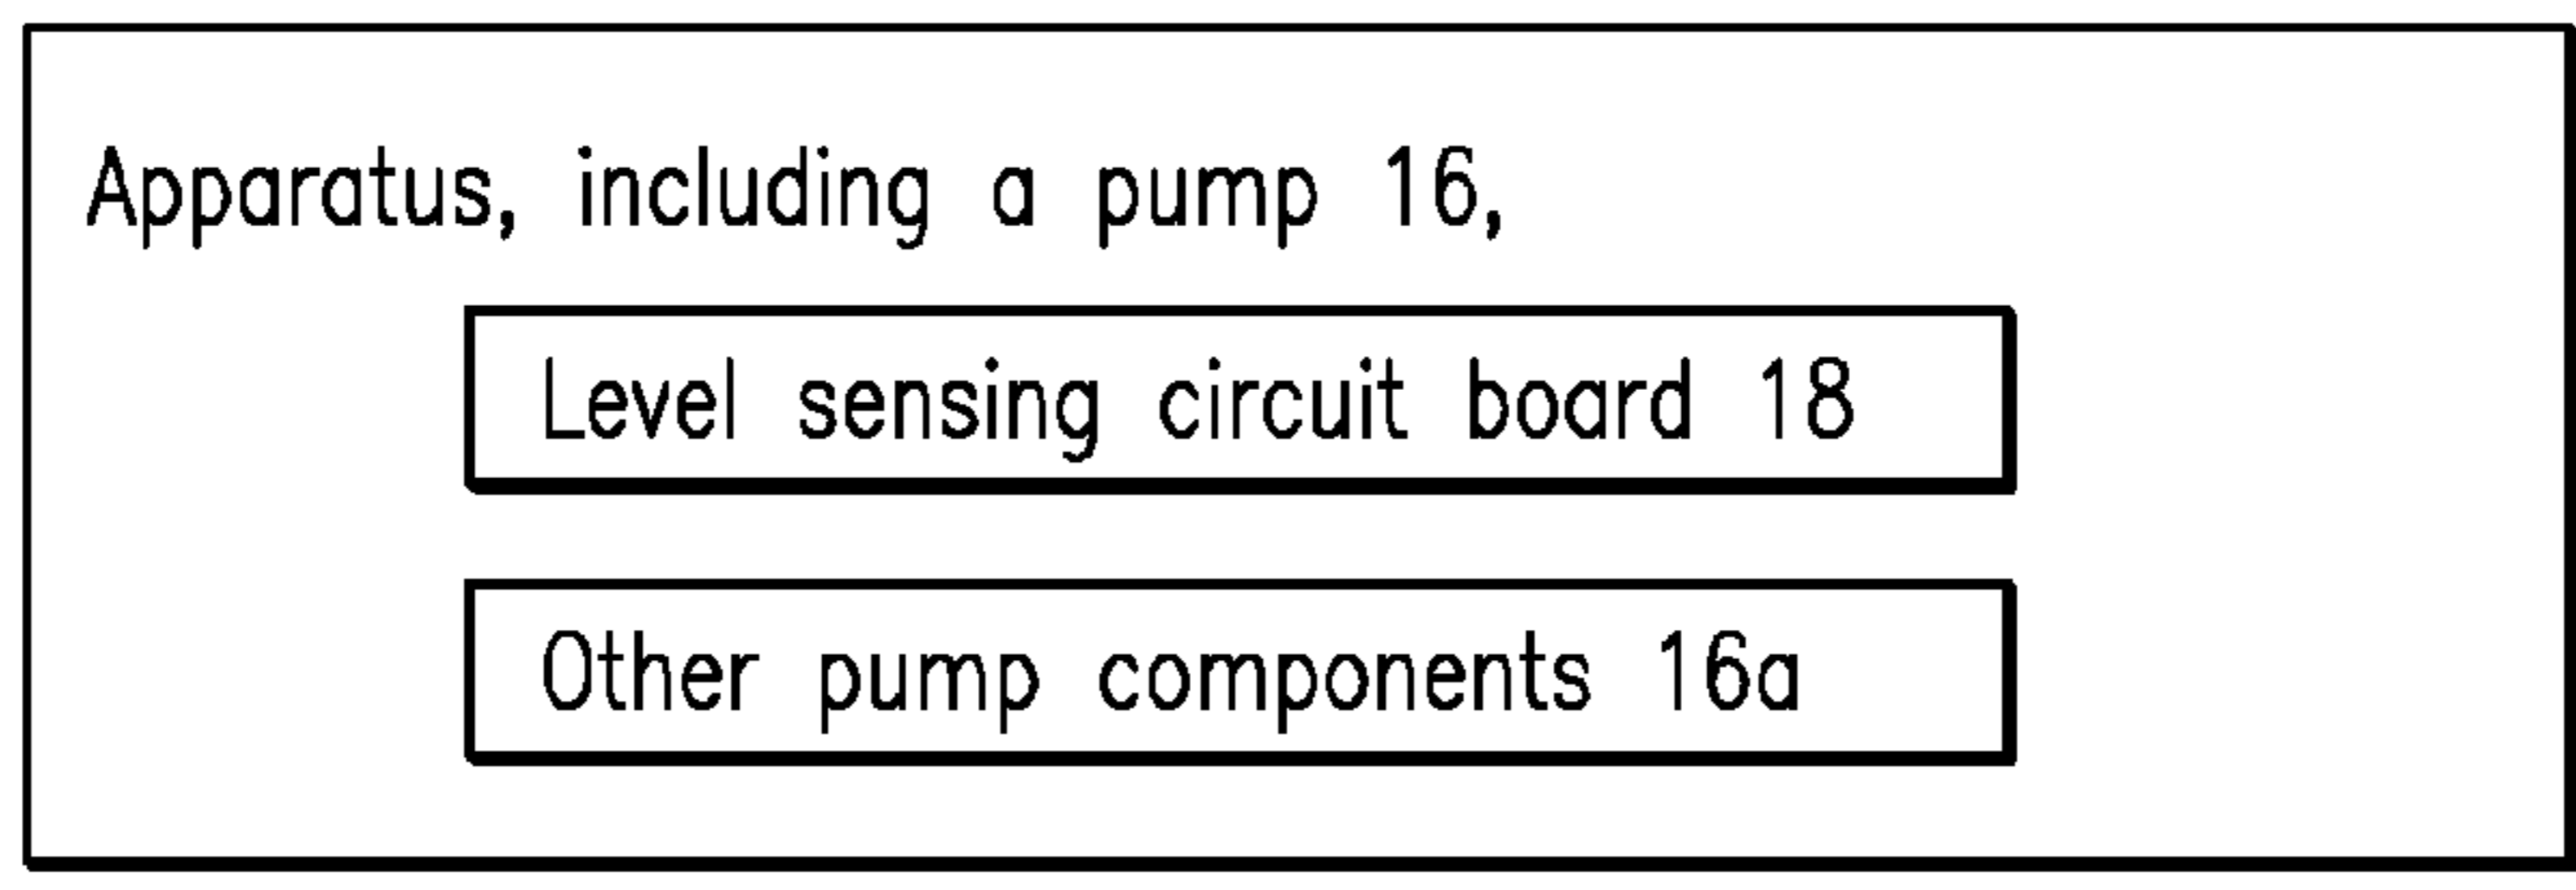 Apparatus, including a pump 16,
Level sensing circuit board 18
Other pump components 16a